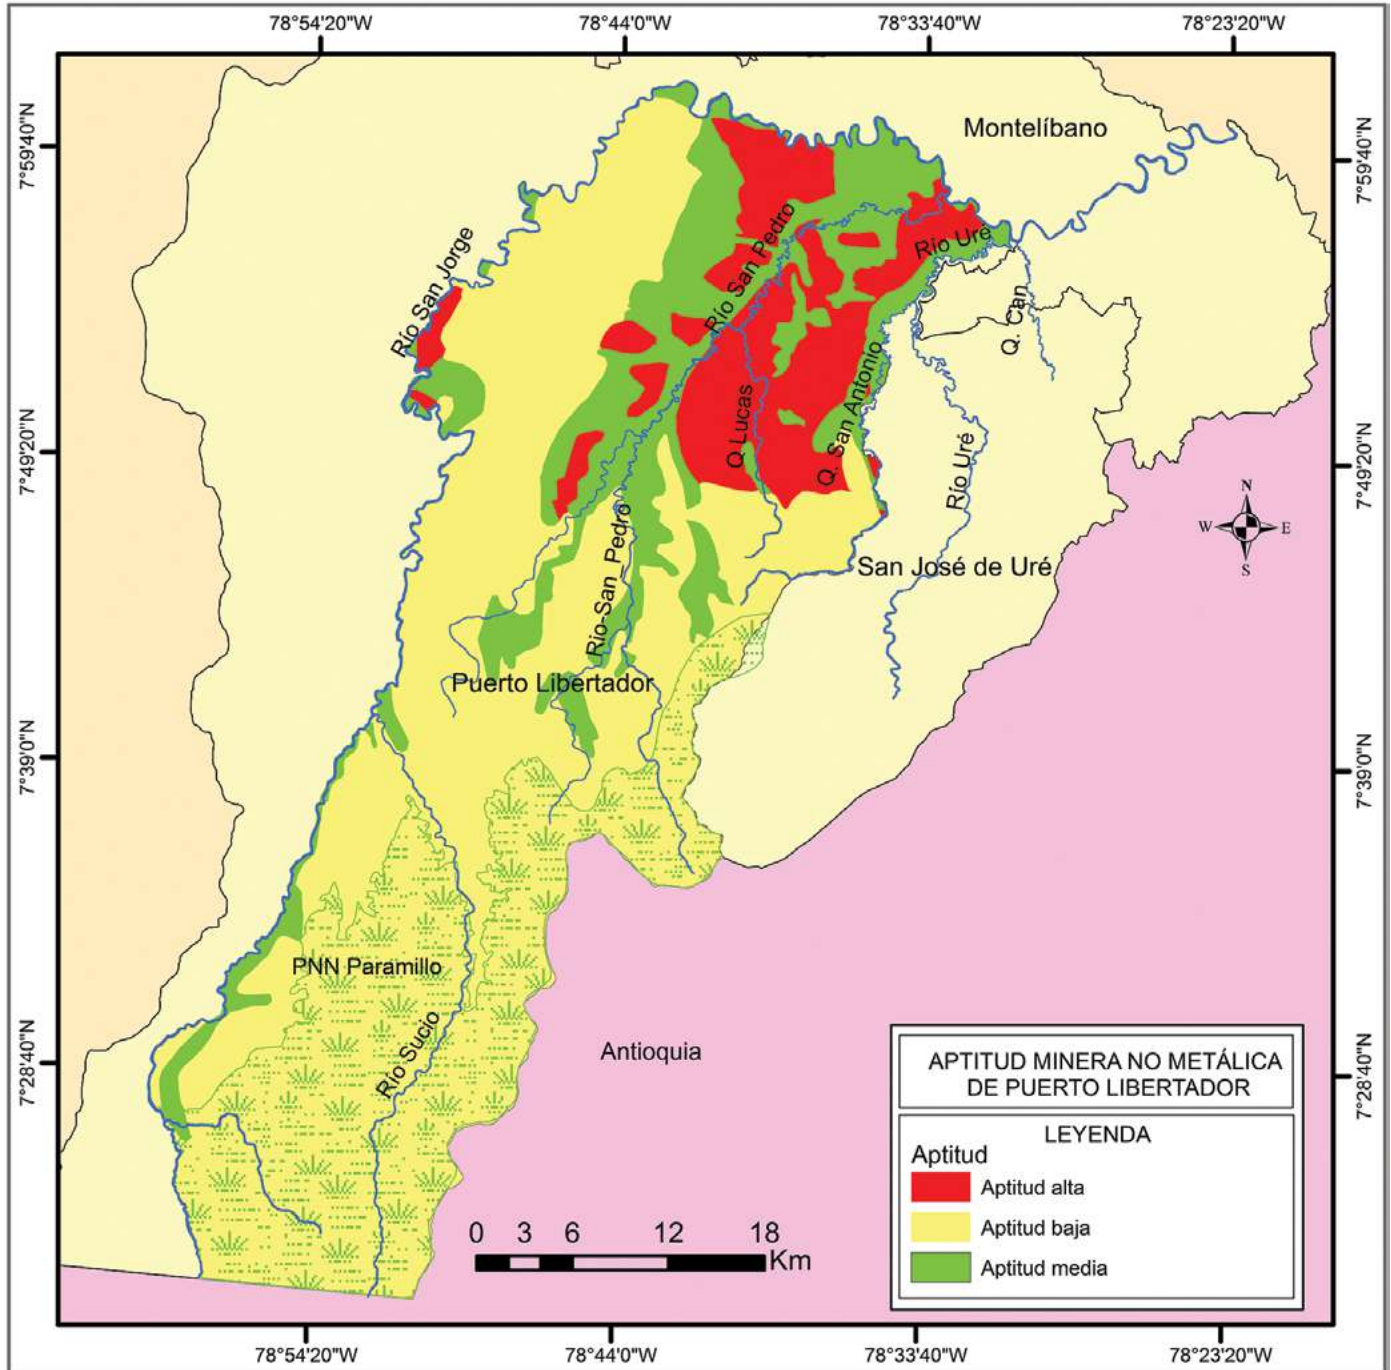 78°54'20"W
78°44'0"W
78°33'40"W
78°23'20"W
7°59'40"N
7°59'40"N
Montelíbano
Río San Jorge
Río San Pedro
Río Uré
Q. Can
Q. Lucas
Q. San Antonio
Río Uré
7°49'20"N
7°49'20"N
N
W
E
S
Rio-San_Pedro
San José de Uré
Puerto Libertador
7°39'0"N
7°39'0"N
PNN Paramillo
Río Sucio
Antioquia
7°28'40"N
7°28'40"N
APTITUD MINERA NO METÁLICA
DE PUERTO LIBERTADOR
LEYENDA
Aptitud
Aptitud alta
Aptitud baja
Aptitud media
0 3 6 12 18
Km
78°54'20"W
78°44'0"W
78°33'40"W
78°23'20"W